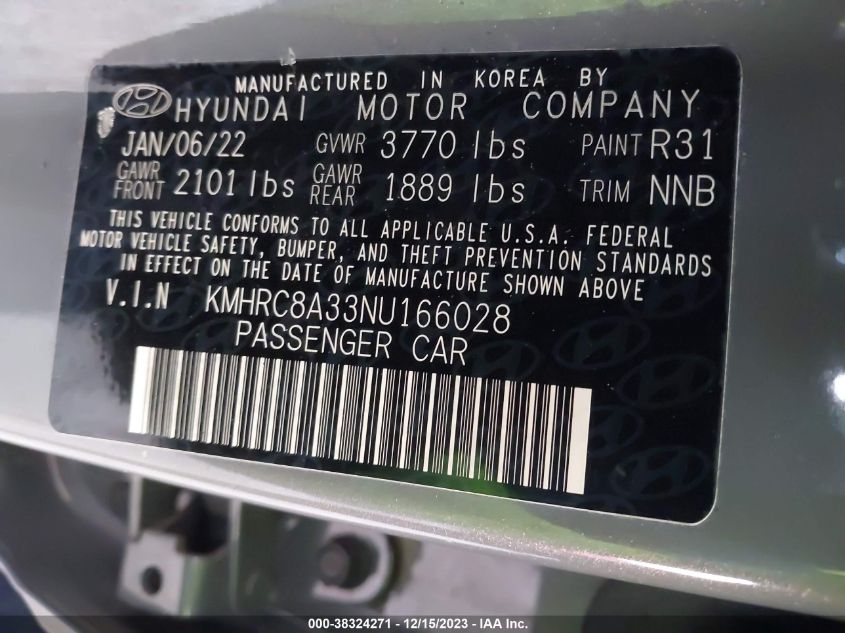 MANUFACTURED IN KOREA BY
HYUNDAI MOTOR COMPANY
JAN/06/22 GVWR 3770 lbs PAINT R31
GAWR FRONT 2101 lbs GAWR REAR 1889 lbs TRIM NNB
THIS VEHICLE CONFORMS TO ALL APPLICABLE U.S.A. FEDERAL
MOTOR VEHICLE SAFETY, BUMPER, AND THEFT PREVENTION STANDARDS
IN EFFECT ON THE DATE OF MANUFACTURE SHOWN ABOVE
V.I.N KMHRC8A33NU166028
PASSENGER CAR
000-38324271 - 12/15/2023 - IAA Inc.